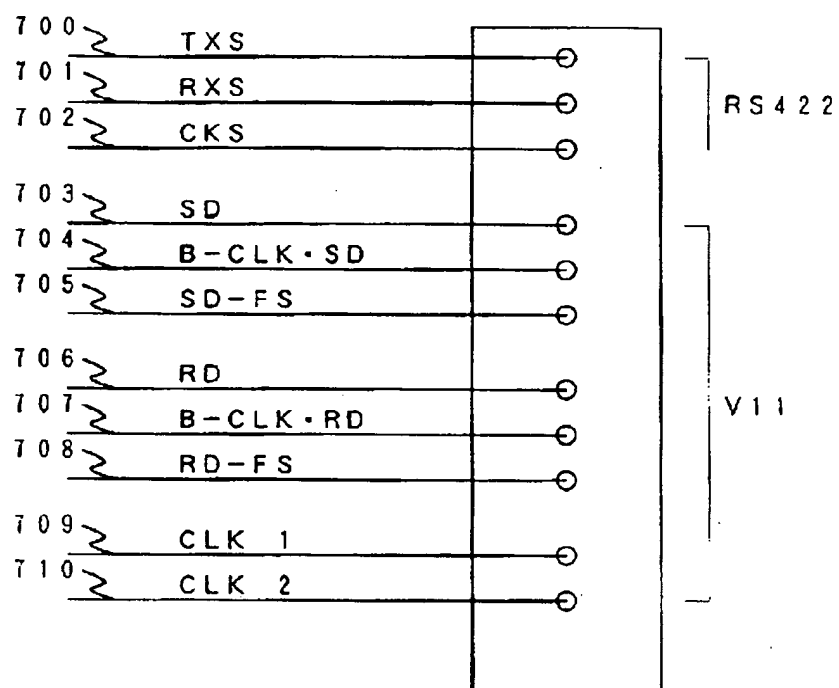 700
TXS
701
RXS
RS422
702
CKS
703
SD
704
B-CLK・SD
705
SD-FS
706
RD
707
B-CLK・RD
V11
708
RD-FS
709
CLK 1
710
CLK 2